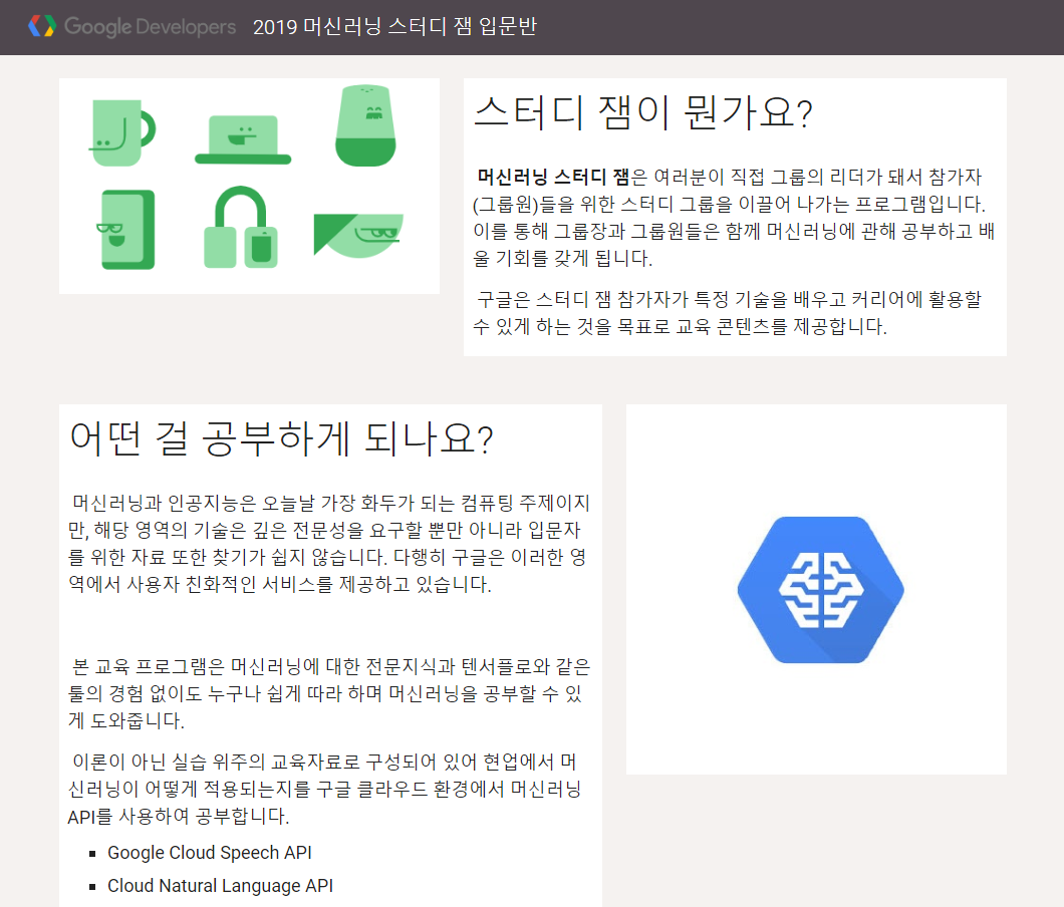 Google Developers 2019 머신러닝 스터디 잼 입문반
스터디 잼이 뭔가요?
머신러닝 스터디 잼은 여러분이 직접 그룹의 리더가 돼서 참가자
(그룹원)들을 위한 스터디 그룹을 이끌어 나가는 프로그램입니다.
이를 통해 그룹장과 그룹원들은 함께 머신러닝에 관해 공부하고 배
울 기회를 갖게 됩니다.
구글은 스터디 잼 참가자가 특정 기술을 배우고 커리어에 활용할
수 있게 하는 것을 목표로 교육 콘텐츠를 제공합니다.
어떤 걸 공부하게 되나요?
머신러닝과 인공지능은 오늘날 가장 화두가 되는 컴퓨팅 주제이지
만, 해당 영역의 기술은 깊은 전문성을 요구할 뿐만 아니라 입문자
를 위한 자료 또한 찾기가 쉽지 않습니다. 다행히 구글은 이러한 영
역에서 사용자 친화적인 서비스를 제공하고 있습니다.
본 교육 프로그램은 머신러닝에 대한 전문지식과 텐서플로와 같은
툴의 경험 없이도 누구나 쉽게 따라 하며 머신러닝을 공부할 수 있
게 도와줍니다.
이론이 아닌 실습 위주의 교육자료로 구성되어 있어 현업에서 머
신러닝이 어떻게 적용되는지를 구글 클라우드 환경에서 머신러닝
API를 사용하여 공부합니다.
▪ Google Cloud Speech API
▪ Cloud Natural Language API